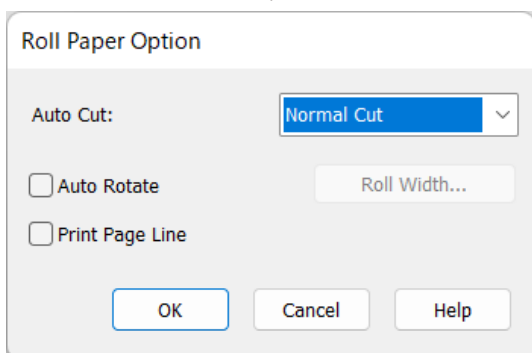 Roll Paper Option
Auto Cut: Normal Cut
Auto Rotate Roll Width...
Print Page Line
OK Cancel Help